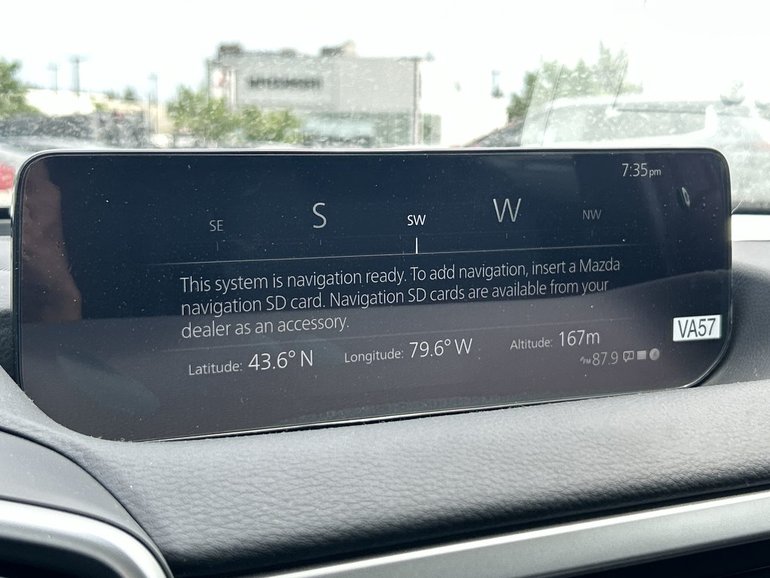 7:35pm
SE S SW W NW
This system is navigation ready. To add navigation, insert a Mazda
navigation SD card. Navigation SD cards are available from your
dealer as an accessory.
VA57
Latitude: 43.6° N Longitude: 79.6° W Altitude: 167m
FM 87.9